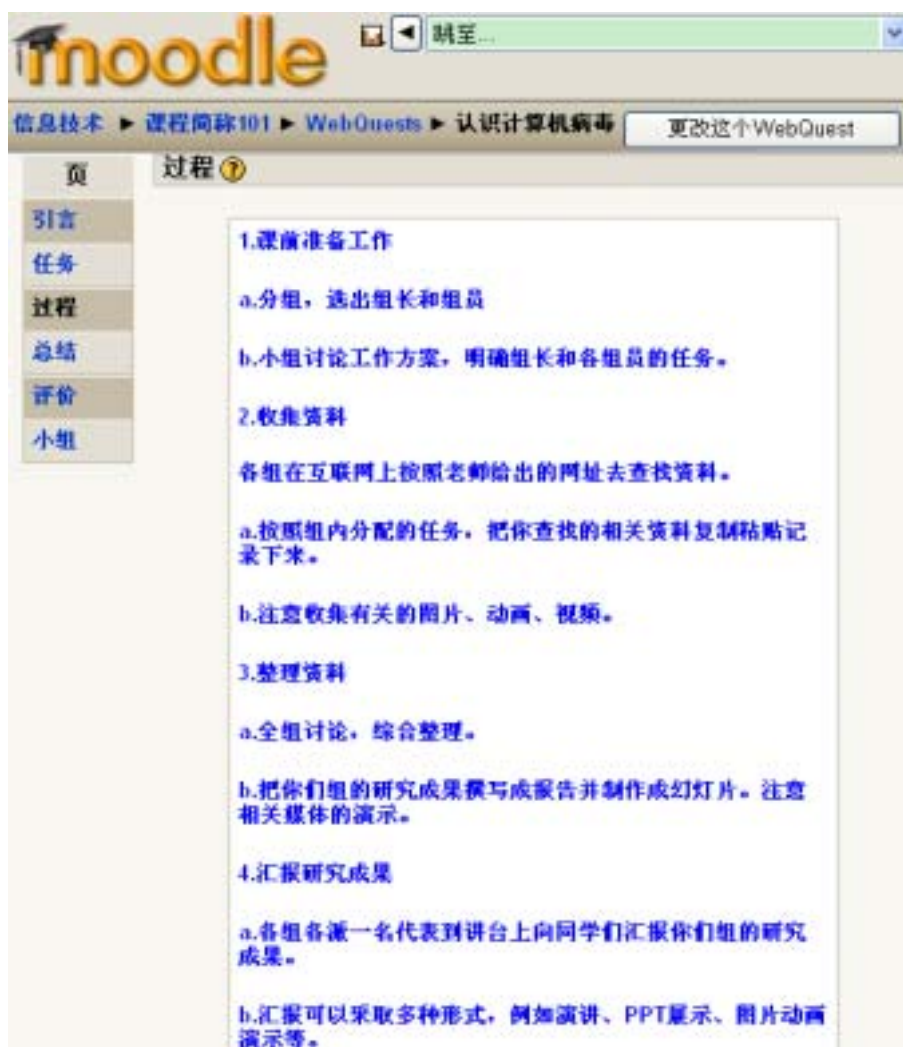 moodle
跳至...
信息技术 ► 课程简称101 ► WebQuests ► 认识计算机病毒
更改这个WebQuest
页
过程
引言
任务
过程
总结
评价
小组
1.课前准备工作
a.分组，选出组长和组员
b.小组讨论工作方案，明确组长和各组员的任务。
2.收集资料
各组在互联网上按照老师给出的网址去查找资料。
a.按照组内分配的任务，把你查找的相关资料复制粘贴记
录下来。
b.注意收集有关的图片、动画、视频。
3.整理资料
a.全组讨论，综合整理。
b.把你们组的研究成果撰写成报告并制作成幻灯片。注意
相关媒体的演示。
4.汇报研究成果
a.各组各派一名代表到讲台上向同学们汇报你们组的研究
成果。
b.汇报可以采取多种形式，例如演讲、PPT展示、图片动画
演示等。